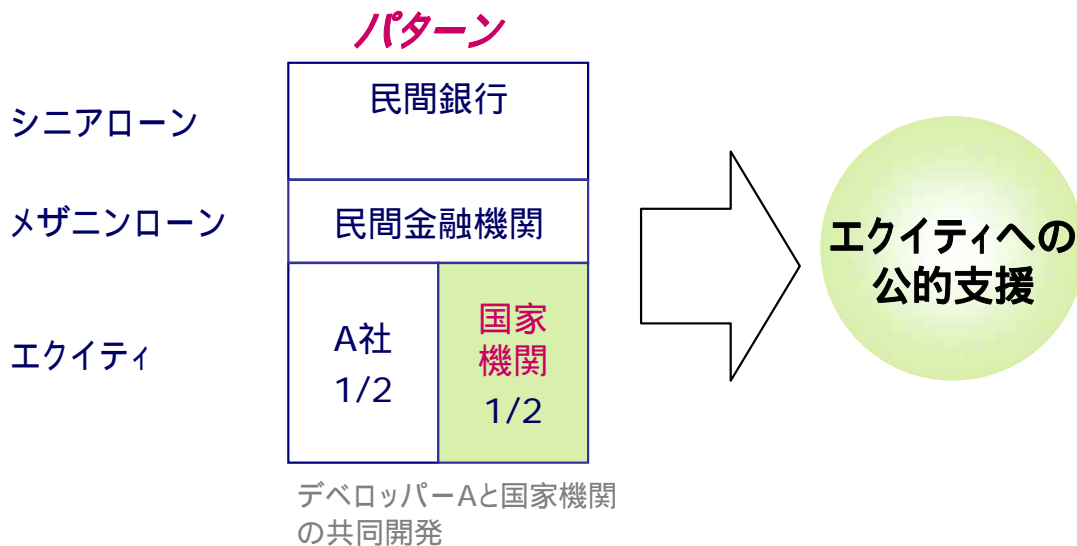 パターン
シニアローン
民間銀行
メザニンローン
民間金融機関
エクイティ
A社
1/2
国家
機関
1/2
エクイティへの
公的支援
デベロッパーAと国家機関
の共同開発